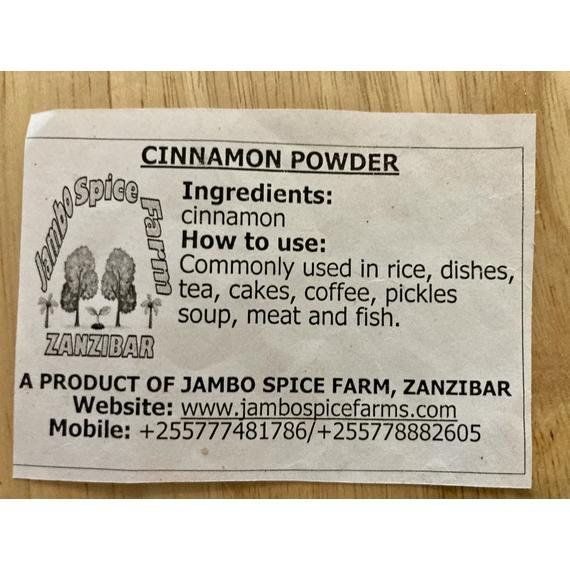 CINNAMON POWDER
Jambo Spice Farm
ZANZIBAR
Ingredients:
cinnamon
How to use:
Commonly used in rice, dishes,
tea, cakes, coffee, pickles
soup, meat and fish.
A PRODUCT OF JAMBO SPICE FARM, ZANZIBAR
Website: www.jambospicefarms.com
Mobile: +255777481786/+255778882605